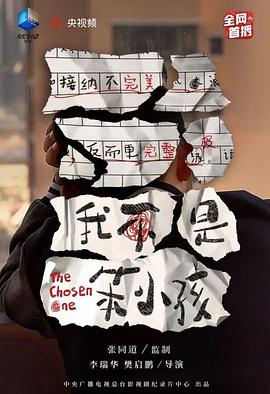 央视频
全网
首播
接纳不完美
反而更完整
我不是
The
Chosen
One
笨小孩
张同道 / 监制
李瑞华 樊启鹏 / 导演
中央广播电视总台影视剧纪录片中心 出品